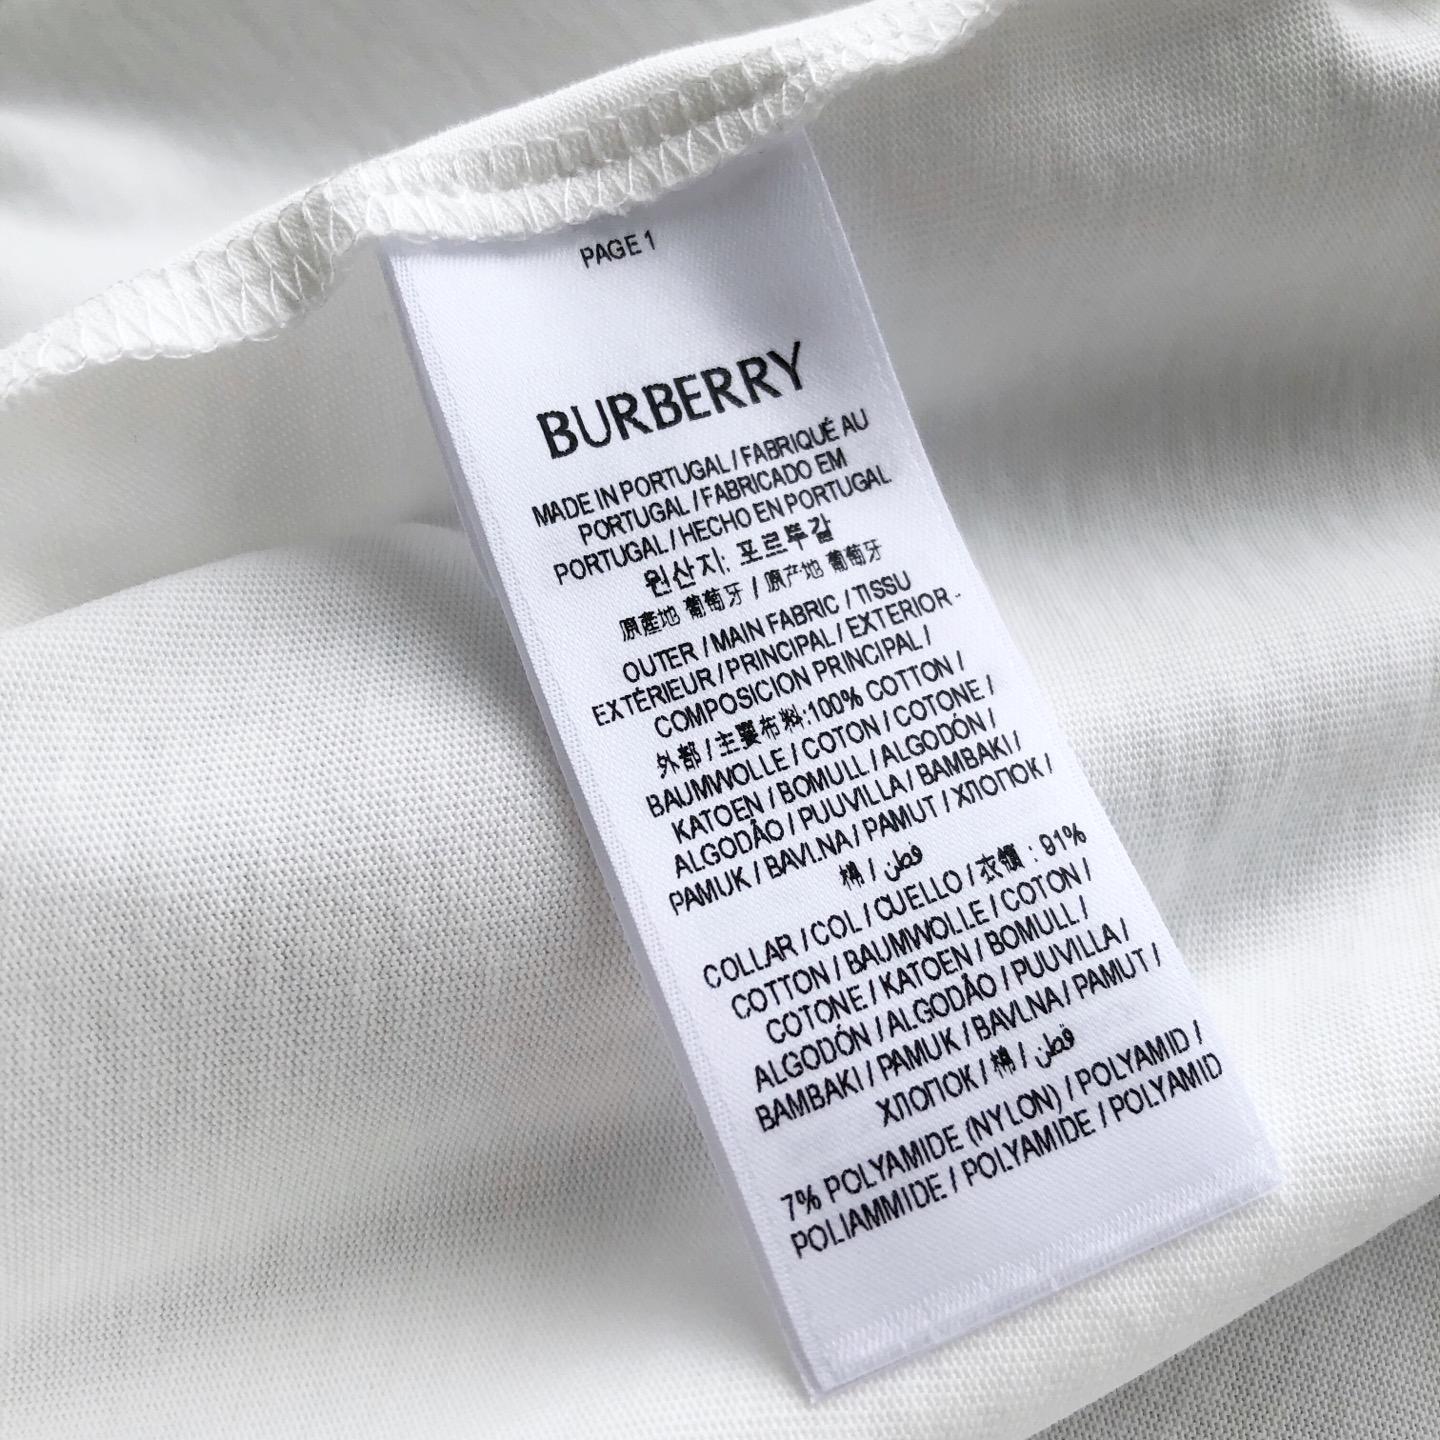 PAGE 1
BURBERRY
MADE IN PORTUGAL / FABRIQUÉ AU
PORTUGAL / FABRICADO EM
PORTUGAL / HECHO EN PORTUGAL
원산지: 포르뚜갈
原產地 葡萄牙 / 原产地 葡萄牙
OUTER / MAIN FABRIC / TISSU
EXTÉRIEUR / PRINCIPAL / EXTERIOR -
COMPOSICION PRINCIPAL /
外部 / 主要布料:100% COTTON /
BAUMWOLLE / COTON / COTONE /
KATOEN / BOMULL / ALGODÓN /
ALGODÃO / PUUVILLA / BAMBAKI /
PAMUK / BAVLNA / PAMUT / ХЛОПОК /
棉 / قطن
COLLAR / COL / CUELLO / 衣領 : 91%
COTTON / BAUMWOLLE / COTON /
COTONE / KATOEN / BOMULL /
ALGODÓN / ALGODÃO / PUUVILLA /
BAMBAKI / PAMUK / BAVLNA / PAMUT /
ХЛОПОК / 棉 / قطن
7% POLYAMIDE (NYLON) / POLYAMID /
POLIAMMIDE / POLYAMIDE / POLYAMID